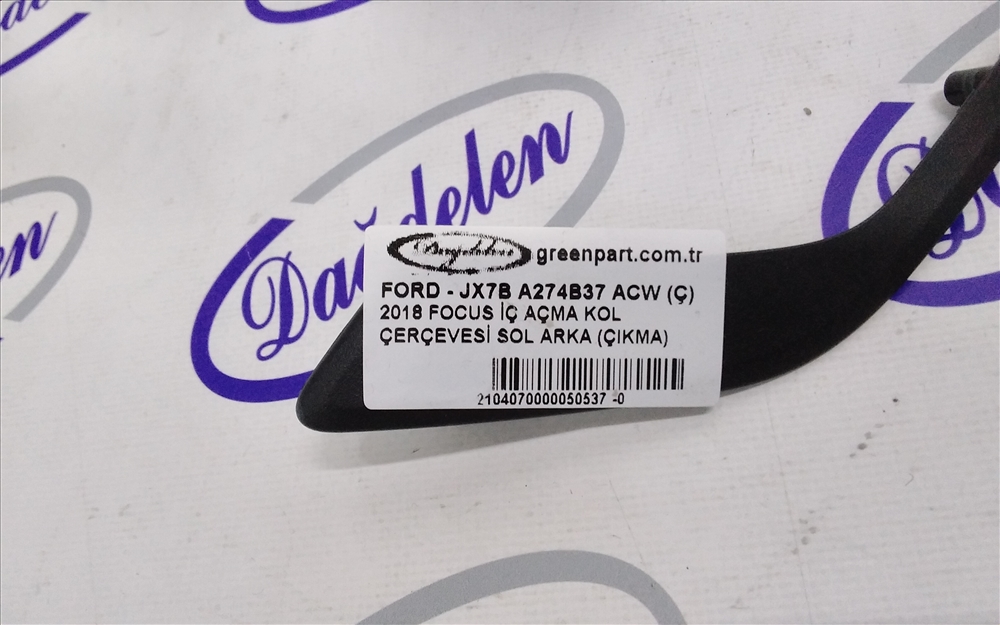 Dağdelen
greenpart.com.tr
FORD - JX7B A274B37 ACW (Ç)
2018 FOCUS İÇ AÇMA KOL
ÇERÇEVESİ SOL ARKA (ÇIKMA)
2104070000050537 -0